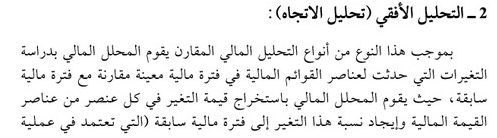 2 ــ التحليل الأفقي (تحليل الاتجاه) :
بموجب هذا النوع من أنواع التحليل المالي المقارن يقوم المحلل المالي بدراسة
التغيرات التي حدثت لعناصر القوائم المالية في فترة مالية معينة مقارنة مع فترة مالية
سابقة، حيث يقوم المحلل المالي باستخراج قيمة التغير في كل عنصر من عناصر
القيمة المالية وإيجاد نسبة هذا التغير إلى فترة مالية سابقة (التي تعتمد في عملية